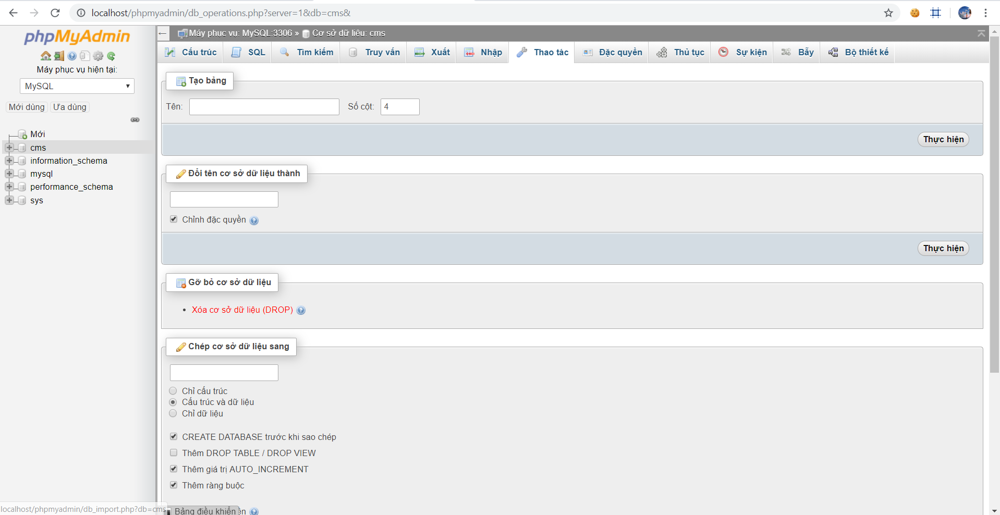 localhost/phpmyadmin/db_operations.php?server=1&db=cms&
phpMyAdmin
Máy phục vụ hiện tại:
MySQL
Mới dùng Ưa dùng
Mới
cms
information_schema
mysql
performance_schema
sys
Máy phục vụ: MySQL:3306 » Cơ sở dữ liệu: cms
Cấu trúc SQL Tìm kiếm Truy vấn Xuất Nhập Thao tác Đặc quyền Thủ tục Sự kiện Bẫy Bộ thiết kế
Tạo bảng
Tên: Số cột: 4
Thực hiện
Đổi tên cơ sở dữ liệu thành
Chỉnh đặc quyền
Thực hiện
Gỡ bỏ cơ sở dữ liệu
Xóa cơ sở dữ liệu (DROP)
Chép cơ sở dữ liệu sang
Chỉ cấu trúc
Cấu trúc và dữ liệu
Chỉ dữ liệu
CREATE DATABASE trước khi sao chép
Thêm DROP TABLE / DROP VIEW
Thêm giá trị AUTO_INCREMENT
Thêm ràng buộc
Bảng điều khiển
localhost/phpmyadmin/db_import.php?db=cms